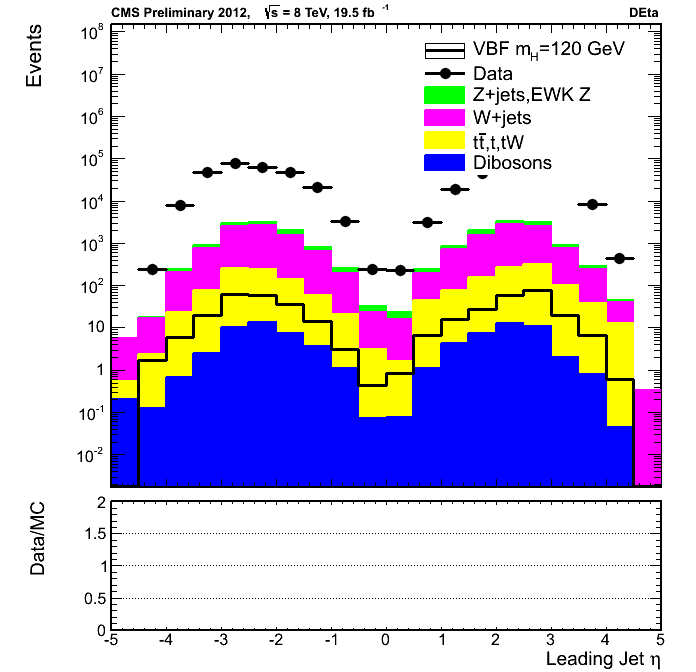 CMS Preliminary 2012, √s = 8 TeV, 19.5 fb⁻¹ DEta
Events
10⁸
10⁷
10⁶
10⁵
10⁴
10³
10²
10
1
10⁻¹
10⁻²
VBF m_H=120 GeV
Data
Z+jets,EWK Z
W+jets
tt̅,t,tW
Dibosons
Data/MC
2
1.5
1
0.5
0
-5 -4 -3 -2 -1 0 1 2 3 4 5
Leading Jet η